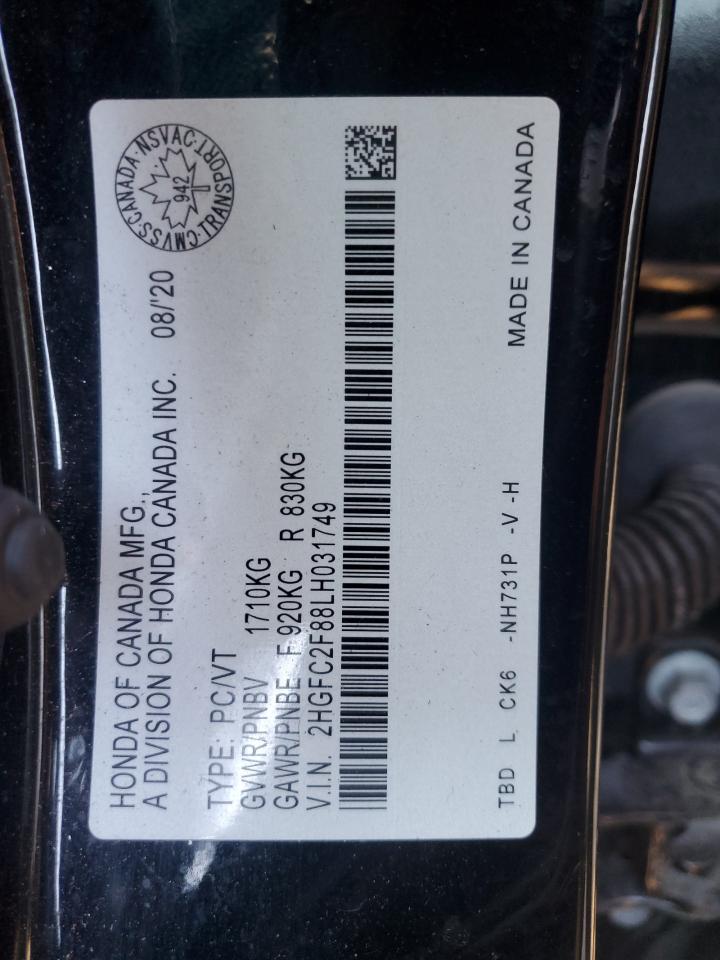 HONDA OF CANADA MFG.,
A DIVISION OF HONDA CANADA INC. 08/'20
CMVSS·CANADA·NSVAC·TRANSPORT·
942
TYPE: PC/VT
GVWR/PNBV 1710KG
GAWR/PNBE F 920KG R 830KG
V.I.N. 2HGFC2F88LH031749
TBD L CK6 -NH731P -V -H MADE IN CANADA